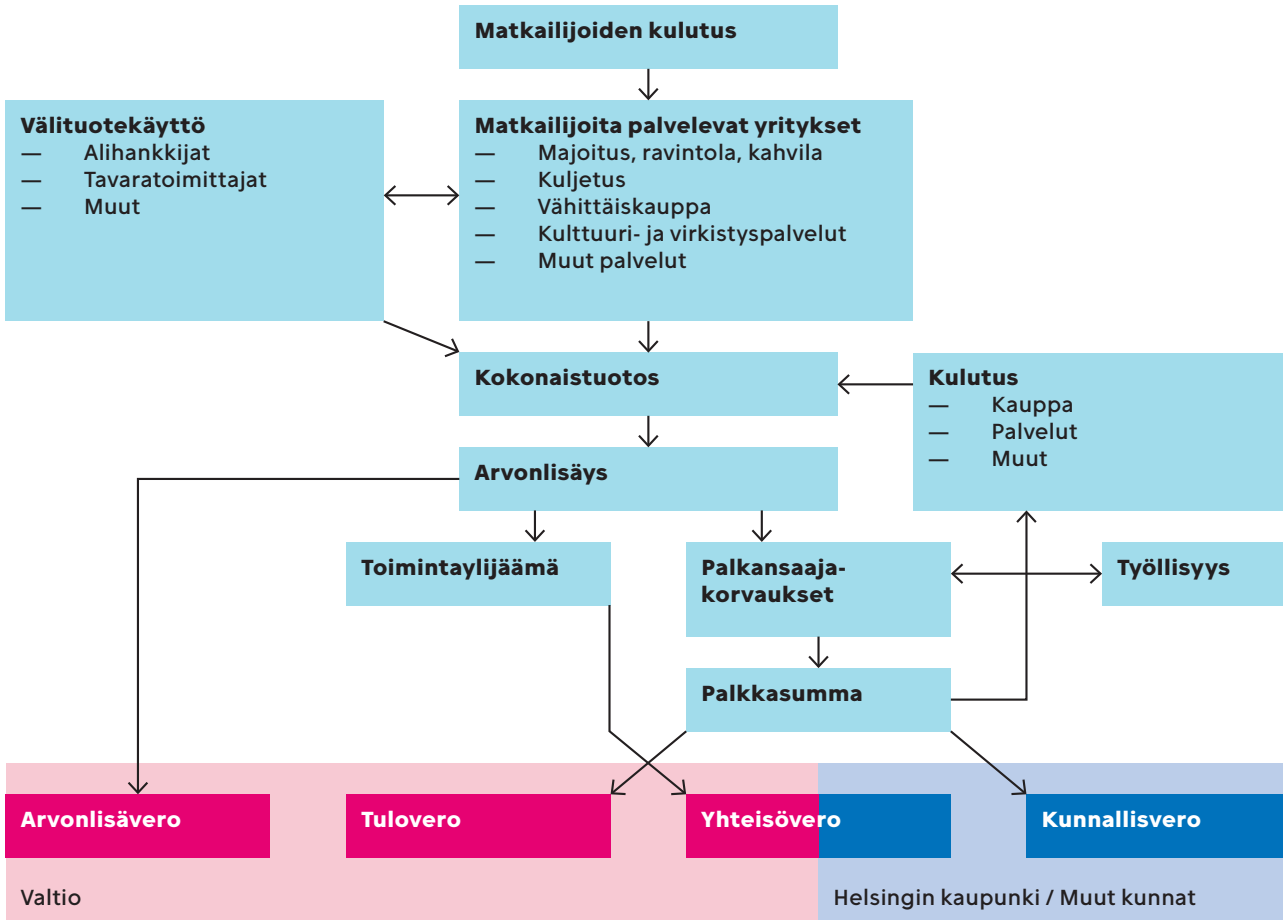 Matkailijoiden kulutus
Välituotekäyttö
— Alihankkijat
— Tavaratoimittajat
— Muut
Matkailijoita palvelevat yritykset
— Majoitus, ravintola, kahvila
— Kuljetus
— Vähittäiskauppa
— Kulttuuri- ja virkistyspalvelut
— Muut palvelut
Kokonaistuotos
Kulutus
— Kauppa
— Palvelut
— Muut
Arvonlisäys
Toimintaylijäämä
Palkansaaja-
korvaukset
Työllisyys
Palkkasumma
Arvonlisävero
Tulovero
Yhteisövero
Kunnallisvero
Valtio
Helsingin kaupunki / Muut kunnat